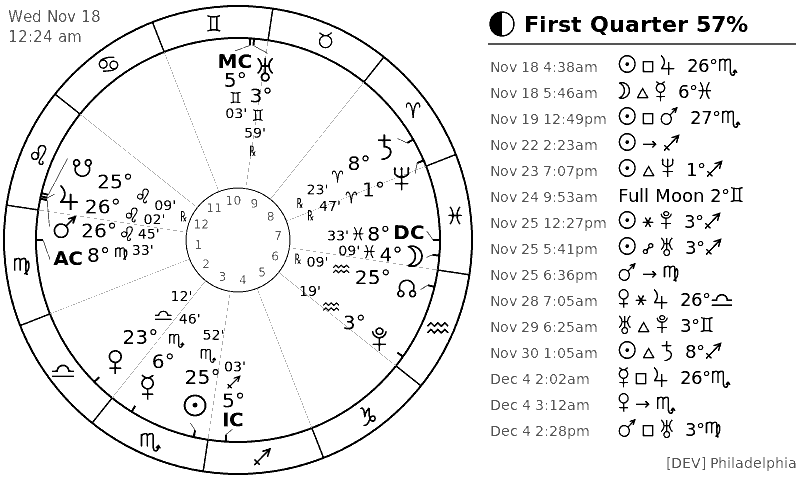 Wed Nov 18
12:24 am
First Quarter 57%
Nov 18 4:38am ☉ □ ♃ 26°♏
Nov 18 5:46am ☽ △ ☿ 6°♓
Nov 19 12:49pm ☉ □ ♂ 27°♏
Nov 22 2:23am ☉ → ♐
Nov 23 7:07pm ☉ △ ♆ 1°♐
Nov 24 9:53am Full Moon 2°♊
Nov 25 12:27pm ☉ ⚹ ⯓ 3°♐
Nov 25 5:41pm ☉ ☍ ♅ 3°♐
Nov 25 6:36pm ♂ → ♍
Nov 28 7:05am ♀ ⚹ ♃ 26°♎
Nov 29 6:25am ♅ △ ⯓ 3°♊
Nov 30 1:05am ☉ △ ♄ 8°♐
Dec 4 2:02am ☿ □ ♃ 26°♏
Dec 4 3:12am ♀ → ♏
Dec 4 2:28pm ♂ □ ♅ 3°♍
[DEV] Philadelphia
♊
♉
♋
♈
♌
♓
♍
♒
♎
♑
♏
♐
MC 5° ♊ 03'
♅ 3° ♊ 59' ℞
♄ 8° ♈ 23' ℞
♆ 1° ♈ 47' ℞
☋ 25° ♌ 09' ℞
♃ 26° ♌ 02'
♂ 26° ♌ 45'
AC 8° ♍ 33'
DC 8° ♓ 33'
☽ 4° ♓ 09'
☊ 25° ♒ 09' ℞
⯓ 3° ♒ 19'
♀ 23° ♎ 12'
☿ 6° ♏ 46'
☉ 25° ♏ 52'
IC 5° ♐ 03'
1
2
3
4
5
6
7
8
9
10
11
12